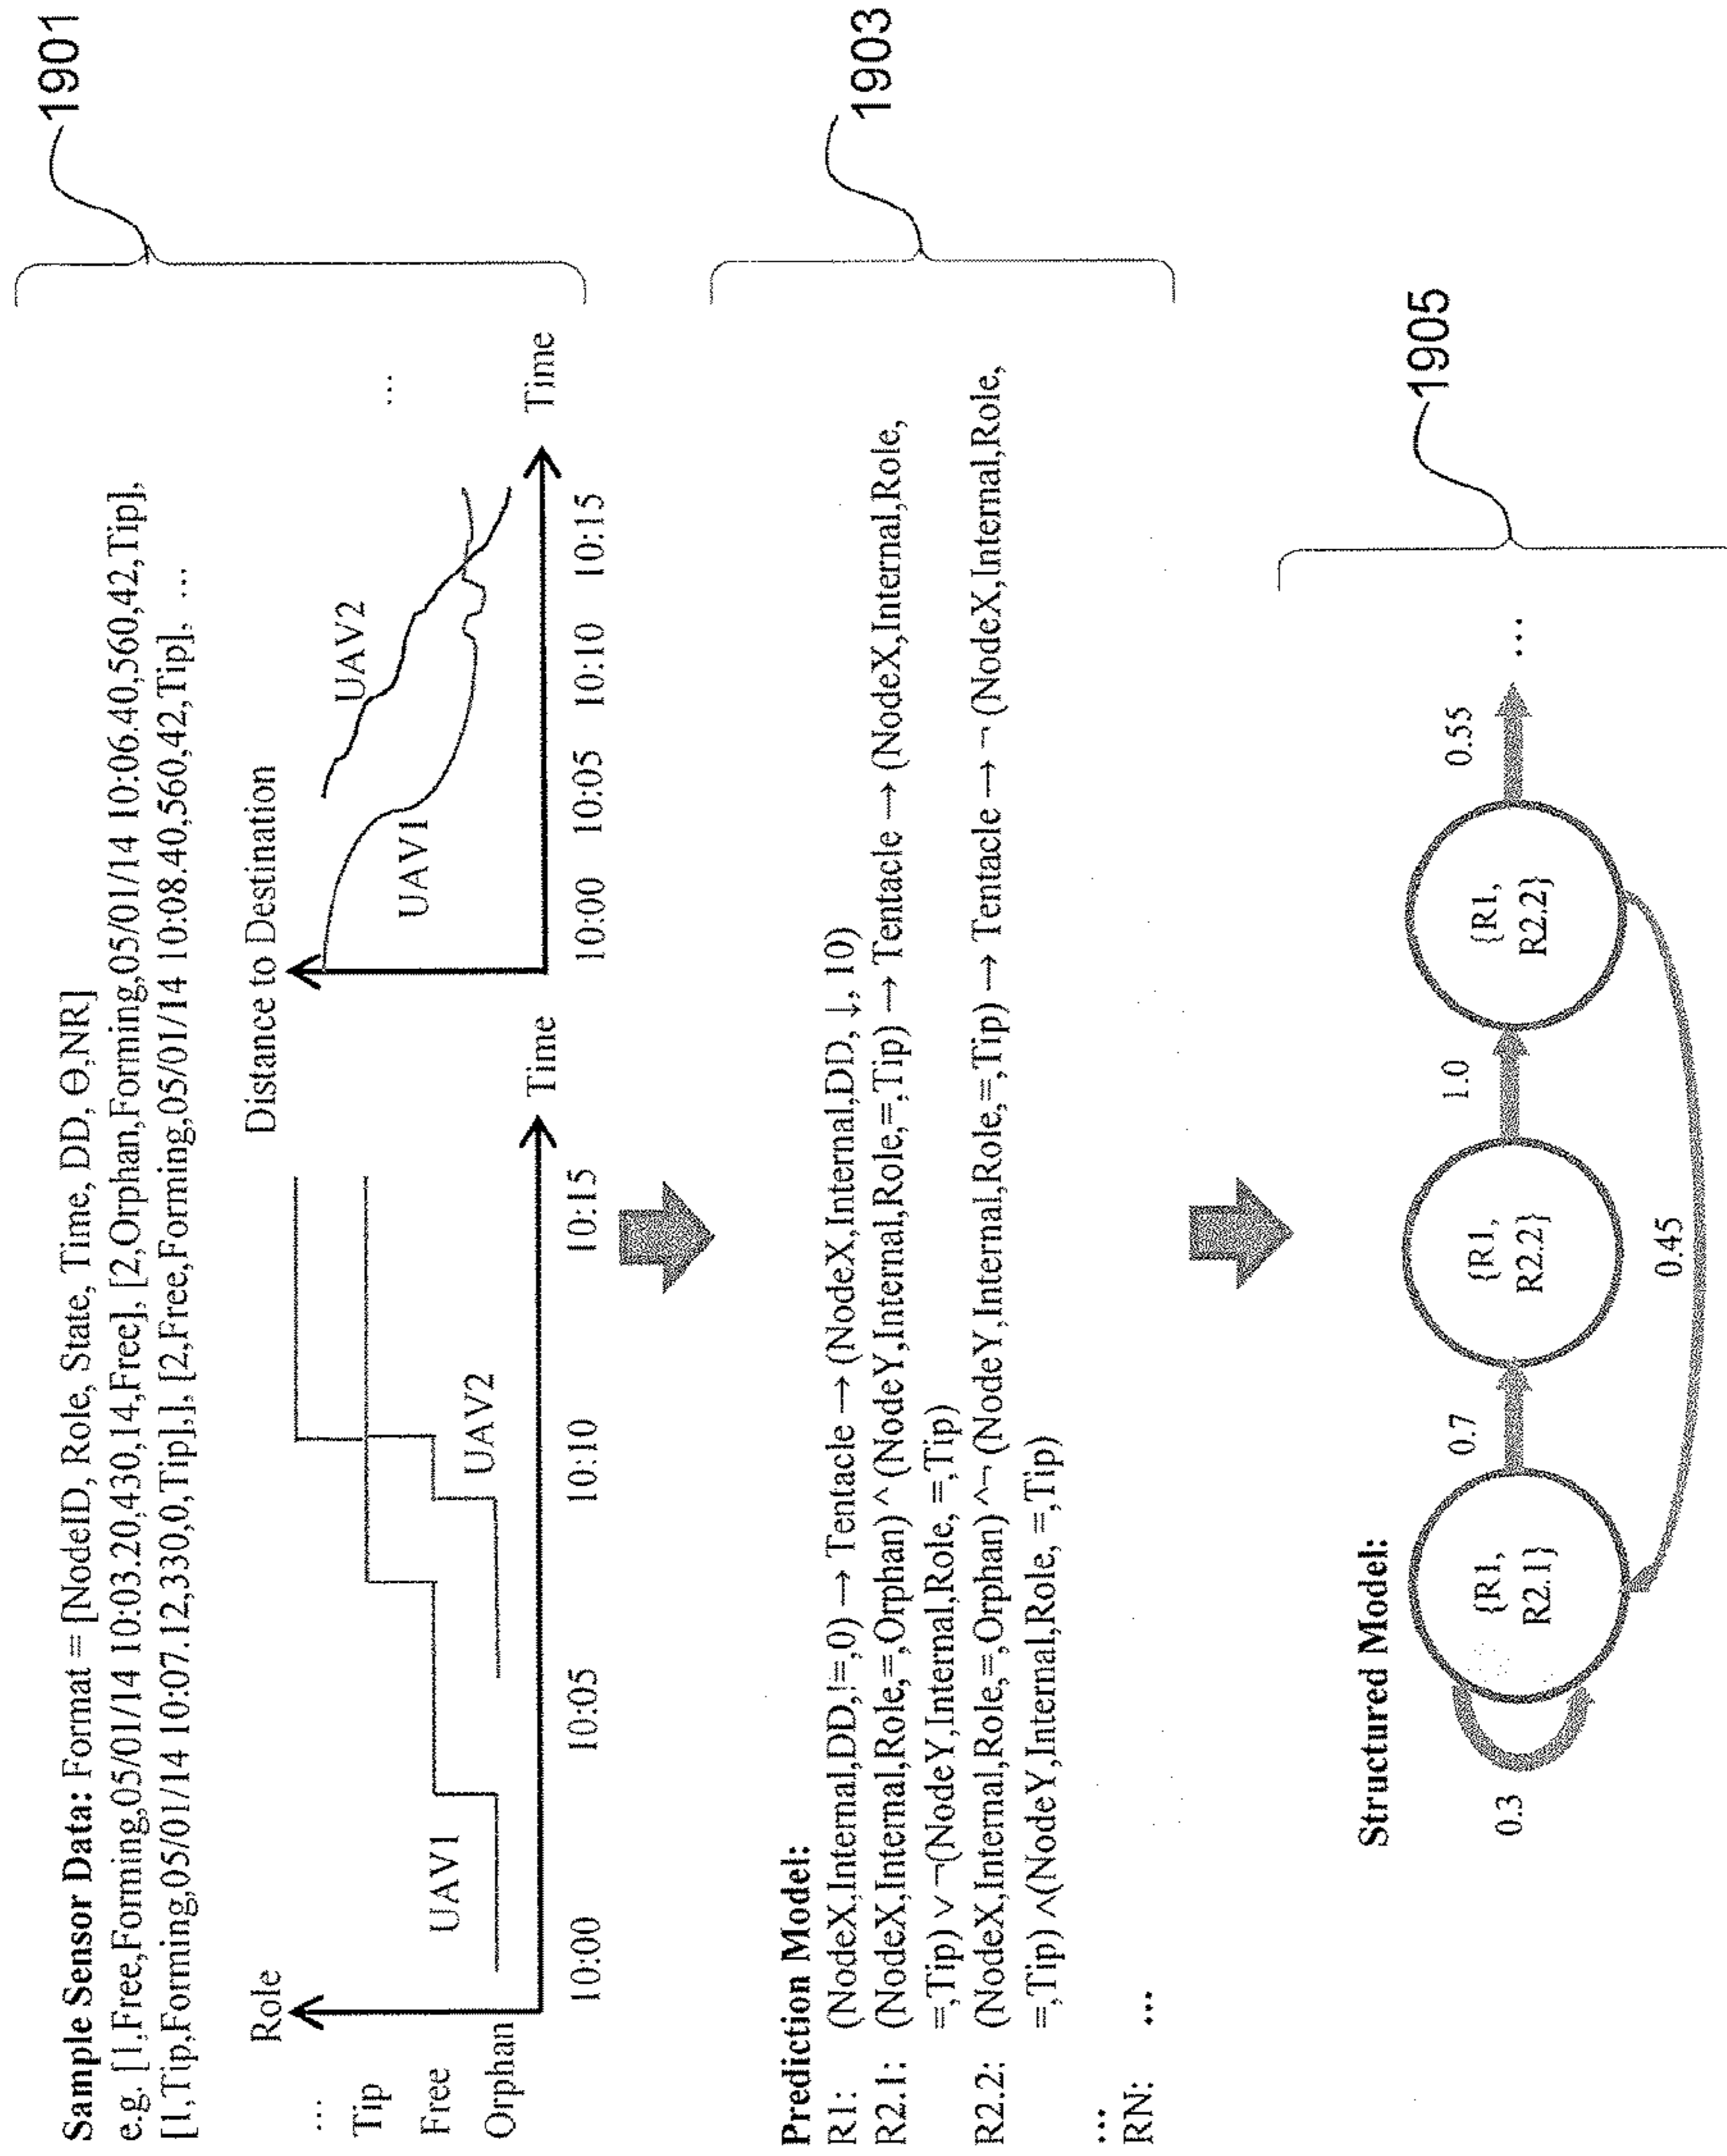 1901
Sample Sensor Data: Format = [NodeID, Role, State, Time, DD, Θ,NR]
e.g. [1,Free,Forming,05/01/14 10:03.20,430,14,Free], [2,Orphan,Forming,05/01/14 10:06.40,560,42,Tip],
[1,Tip,Forming,05/01/14 10:07.12,330,0,Tip],], [2,Free,Forming,05/01/14 10:08.40,560,42,Tip], ...
Role
...
Tip
Free
Orphan
UAV1
UAV2
10:00
10:05
10:10
10:15
Time
Distance to Destination
UAV1
UAV2
10:00
10:05
10:10
10:15
Time
...
1903
Prediction Model:
R1: (NodeX,Internal,DD,!=,0) → Tentacle → (NodeX,Internal,DD, ↓, 10)
R2.1: (NodeX,Internal,Role,=,Orphan) ^ (NodeY,Internal,Role,=,Tip) → Tentacle → (NodeX,Internal,Role,
=,Tip) ∨ ¬(NodeY,Internal,Role, =,Tip)
R2.2: (NodeX,Internal,Role,=,Orphan) ^¬ (NodeY,Internal,Role,=,Tip) → Tentacle → ¬ (NodeX,Internal,Role,
=,Tip) ∧(NodeY,Internal,Role, =,Tip)
...
RN: ...
1905
Structured Model:
0.3
{R1,
R2.1}
0.7
{R1,
R2.2}
1.0
{R1,
R2.2}
0.55
...
0.45